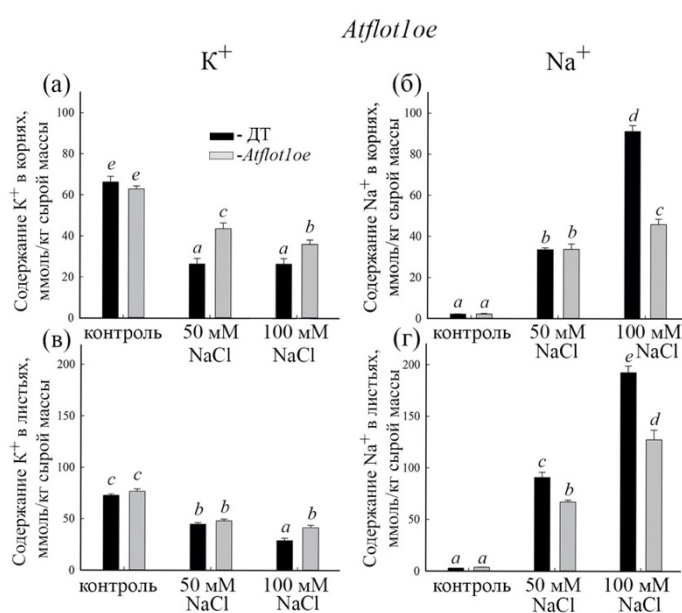 Atflot1oe
K+
Na+
(а)
Содержание K+ в корнях,
ммоль/кг сырой массы
100
80
60
40
20
0
- ДТ
-Atflot1oe
e
e
a
c
a
b
контроль
50 мМ
NaCl
100 мМ
NaCl
(б)
Содержание Na+ в корнях,
ммоль/кг сырой массы
100
80
60
40
20
0
a
a
b
b
d
c
контроль
50 мМ
NaCl
100 мМ
NaCl
(в)
Содержание K+ в листьях,
ммоль/кг сырой массы
200
150
100
50
0
c
c
b
b
a
b
контроль
50 мМ
NaCl
100 мМ
NaCl
(г)
Содержание Na+ в листьях,
ммоль/кг сырой массы
200
150
100
50
0
a
a
c
b
e
d
контроль
50 мМ
NaCl
100 мМ
NaCl